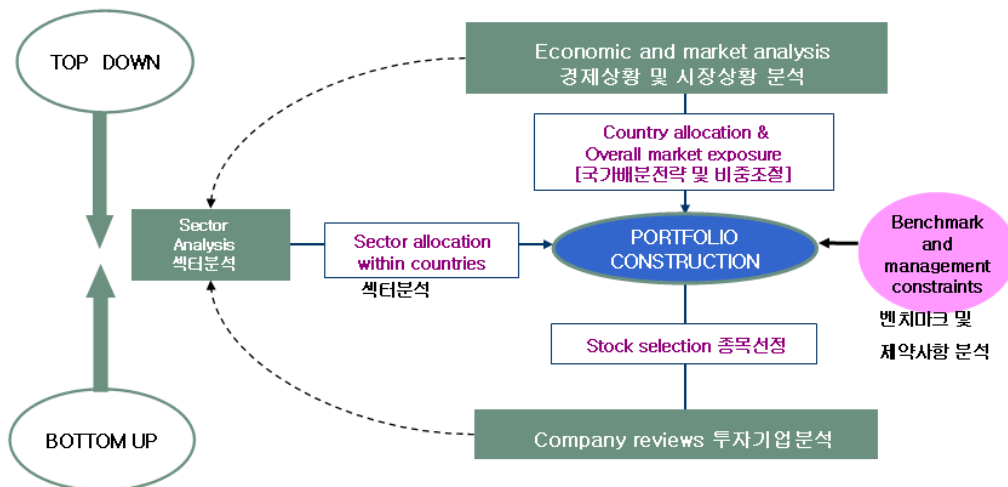 TOP DOWN
Economic and market analysis
경제상황 및 시장상황 분석
Country allocation &
Overall market exposure
[국가배분전략 및 비중조절]
Sector
Analysis
섹터분석
Sector allocation
within countries
섹터분석
PORTFOLIO
CONSTRUCTION
Benchmark
and
management
constraints
벤치마크 및
제약사항 분석
Stock selection 종목선정
BOTTOM UP
Company reviews 투자기업분석